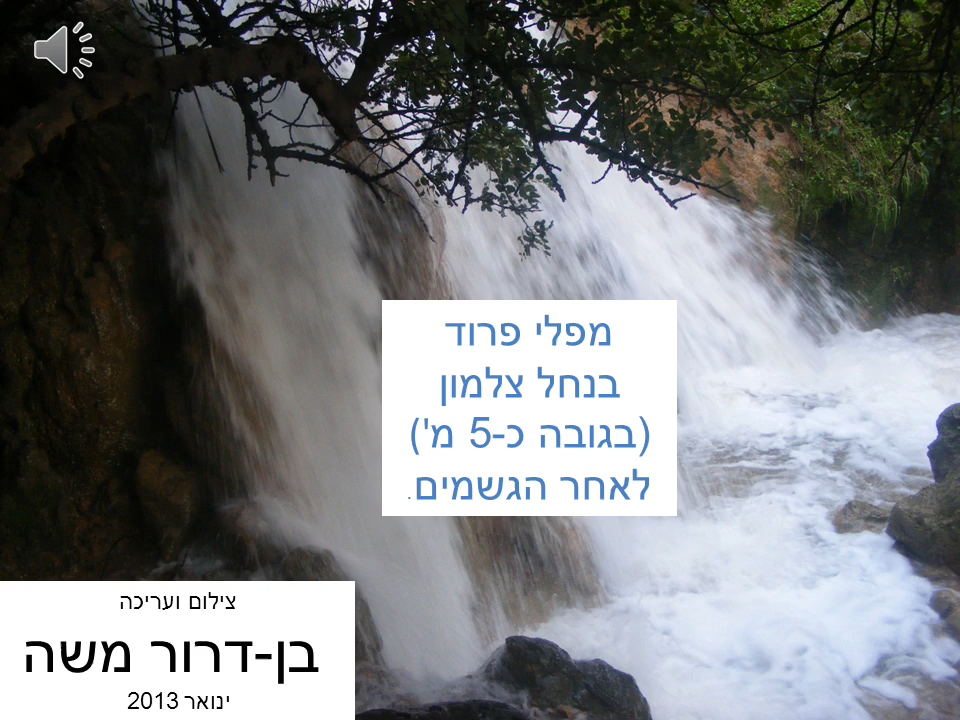 מפלי פרוד
בנחל צלמון
(בגובה כ-5 מ')
לאחר הגשמים.
צילום ועריכה
בן-דרור משה
ינואר 2013